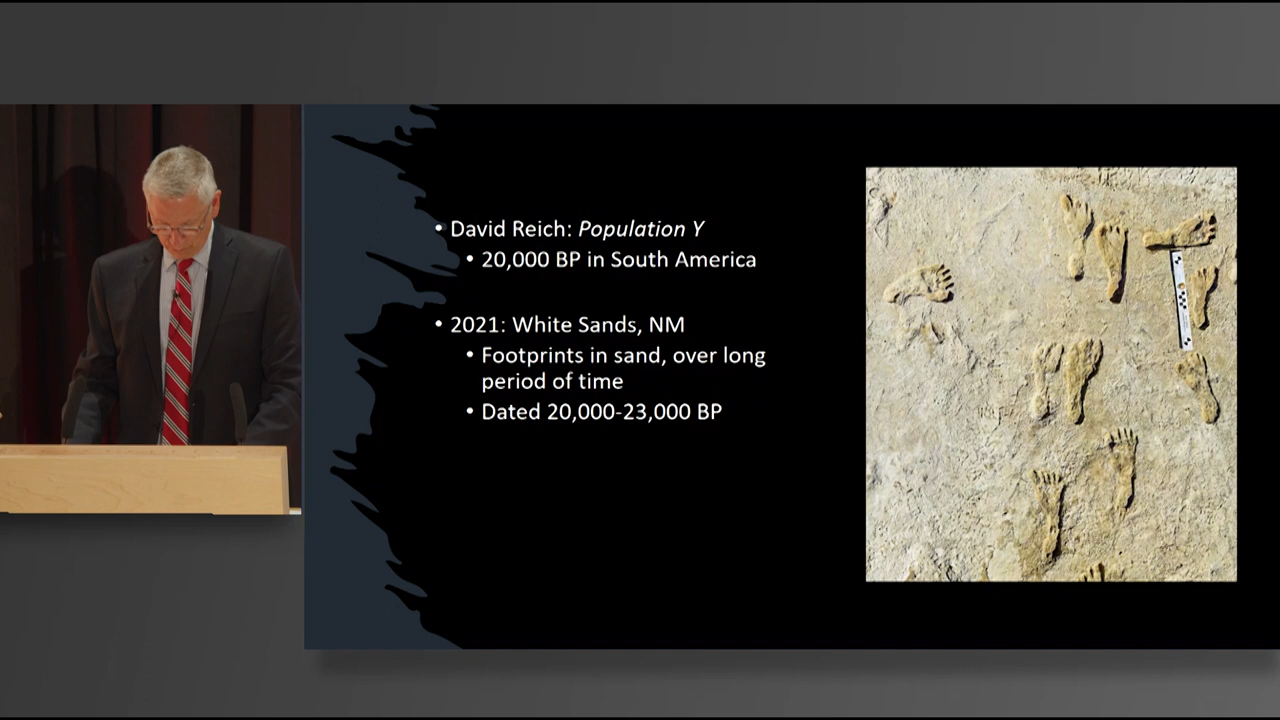 • David Reich: Population Y
• 20,000 BP in South America
• 2021: White Sands, NM
• Footprints in sand, over long
period of time
• Dated 20,000-23,000 BP